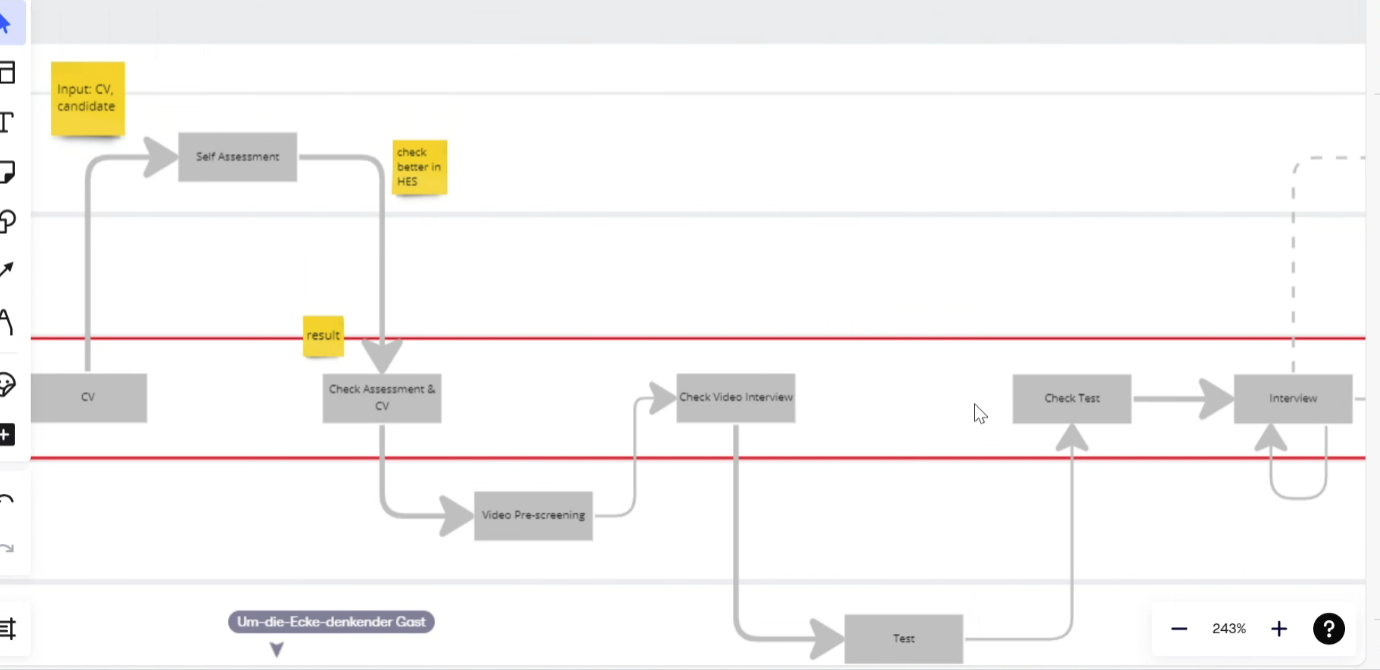 Input: CV,
candidate
Self Assessment
check
better in
HES
result
CV
Check Assessment &
CV
Check Video Interview
Check Test
Interview
Video Pre-screening
Um-die-Ecke-denkender Gast
Test
243%